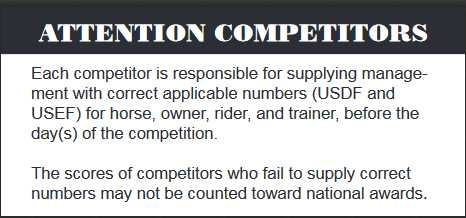 ATTENTION COMPETITORS
Each competitor is responsible for supplying manage-
ment with correct applicable numbers (USDF and
USEF) for horse, owner, rider, and trainer, before the
day(s) of the competition.
The scores of competitors who fail to supply correct
numbers may not be counted toward national awards.